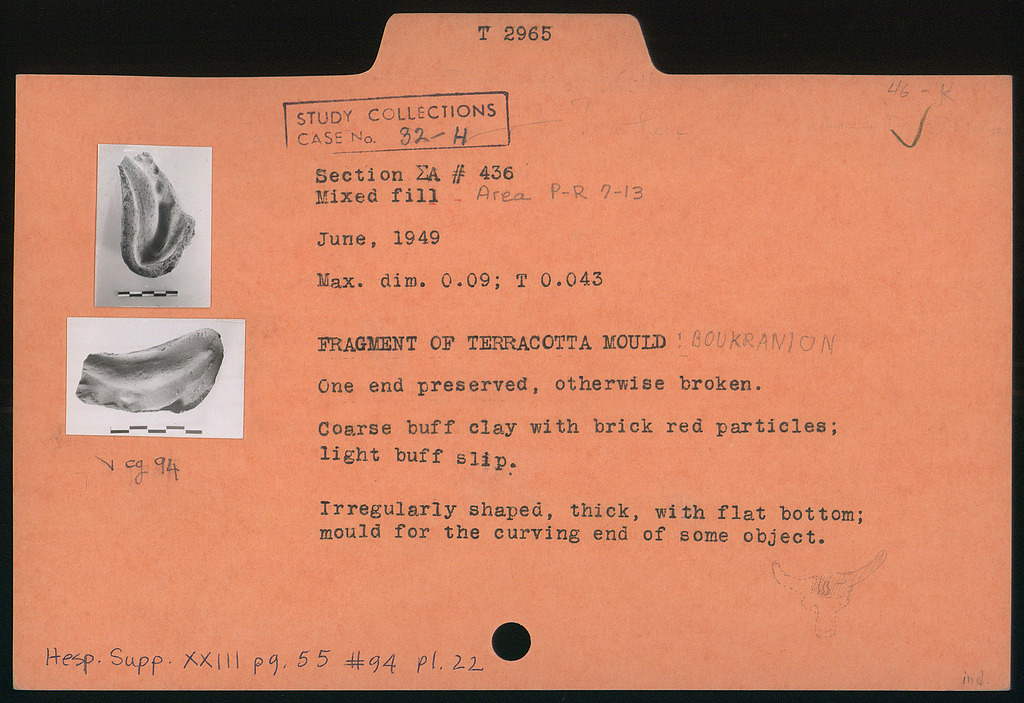 T 2965
46 - K
STUDY COLLECTIONS
CASE No. 32-H
Section ΣA # 436
Mixed fill - Area P-R 7-13
June, 1949
Max. dim. 0.09; T 0.043
FRAGMENT OF TERRACOTTA MOULD : BOUKRANION
One end preserved, otherwise broken.
Coarse buff clay with brick red particles;
light buff slip.
√ cg 94
Irregularly shaped, thick, with flat bottom;
mould for the curving end of some object.
Hesp. Supp. XXIII pg. 55 #94 pl. 22